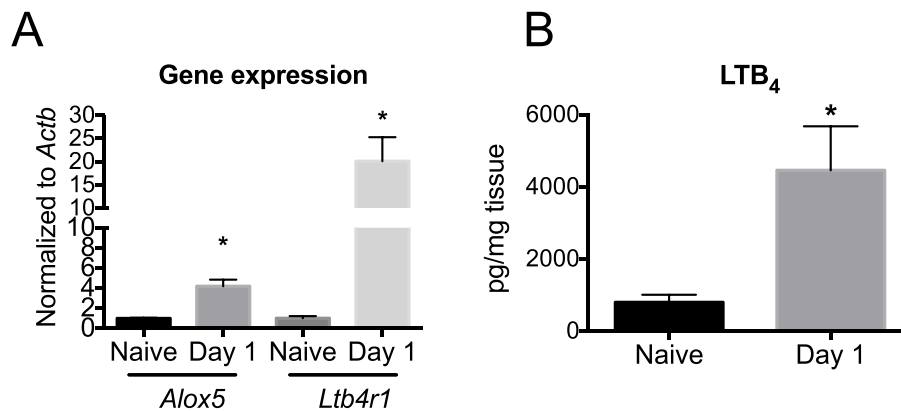 A
Gene expression
Normalized to Actb
30
25
20
15
10
10
8
6
4
2
0
*
*
Naive Day 1 Naive Day 1
Alox5 Ltb4r1
B
LTB4
pg/mg tissue
6000
4000
2000
0
*
Naive Day 1